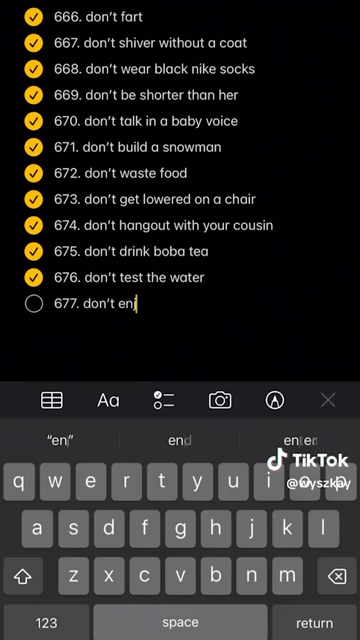 666. don't fart
667. don't shiver without a coat
668. don't wear black nike socks
669. don't be shorter than her
670. don't talk in a baby voice
671. don't build a snowman
672. don't waste food
673. don't get lowered on a chair
674. don't hangout with your cousin
675. don't drink boba tea
676. don't test the water
677. don't enj
Aa
"en" end enter
TikTok
@wyszkay
q w e r t y u i o p
a s d f g h j k l
z x c v b n m
123 space return